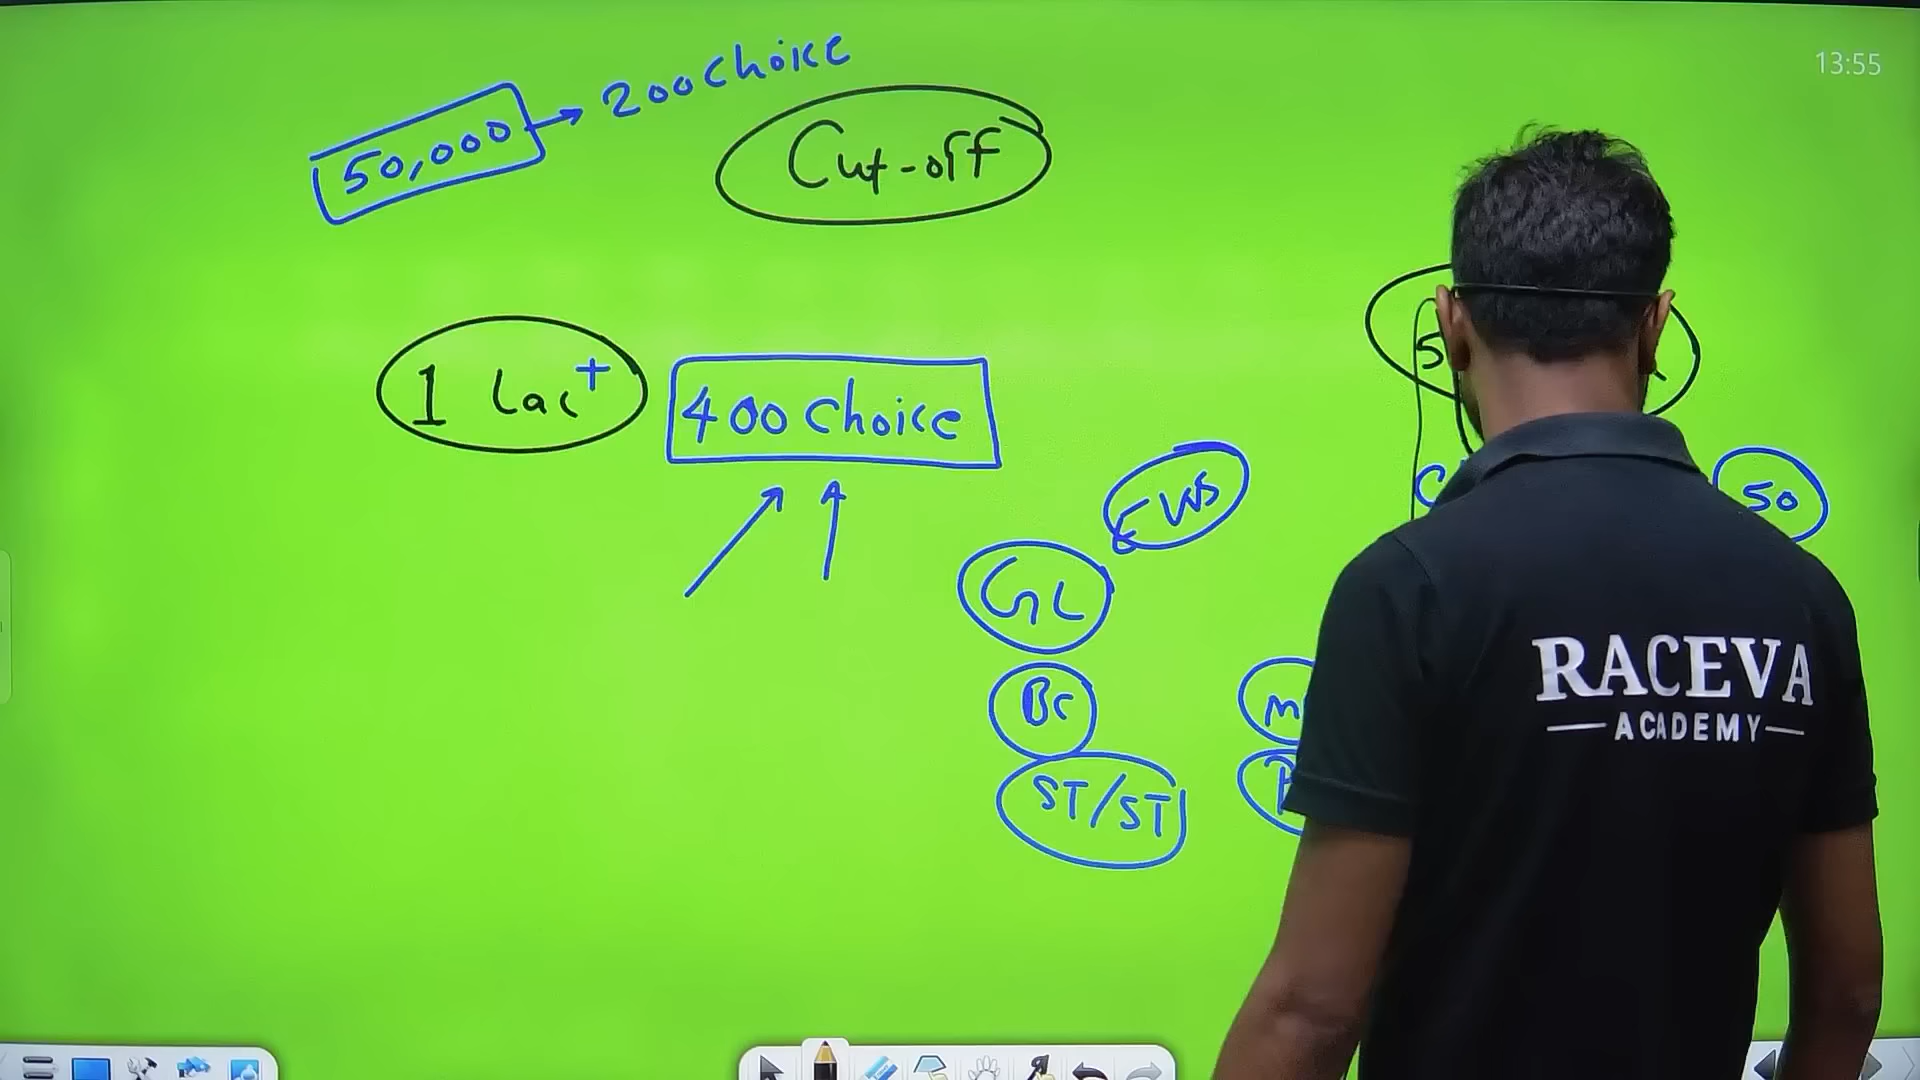 13:55
50,000 → 200 Choice
Cut-off
1 Lac+
400 Choice
50
EWS
GL
BC
ST/ST
RACEVA
ACADEMY